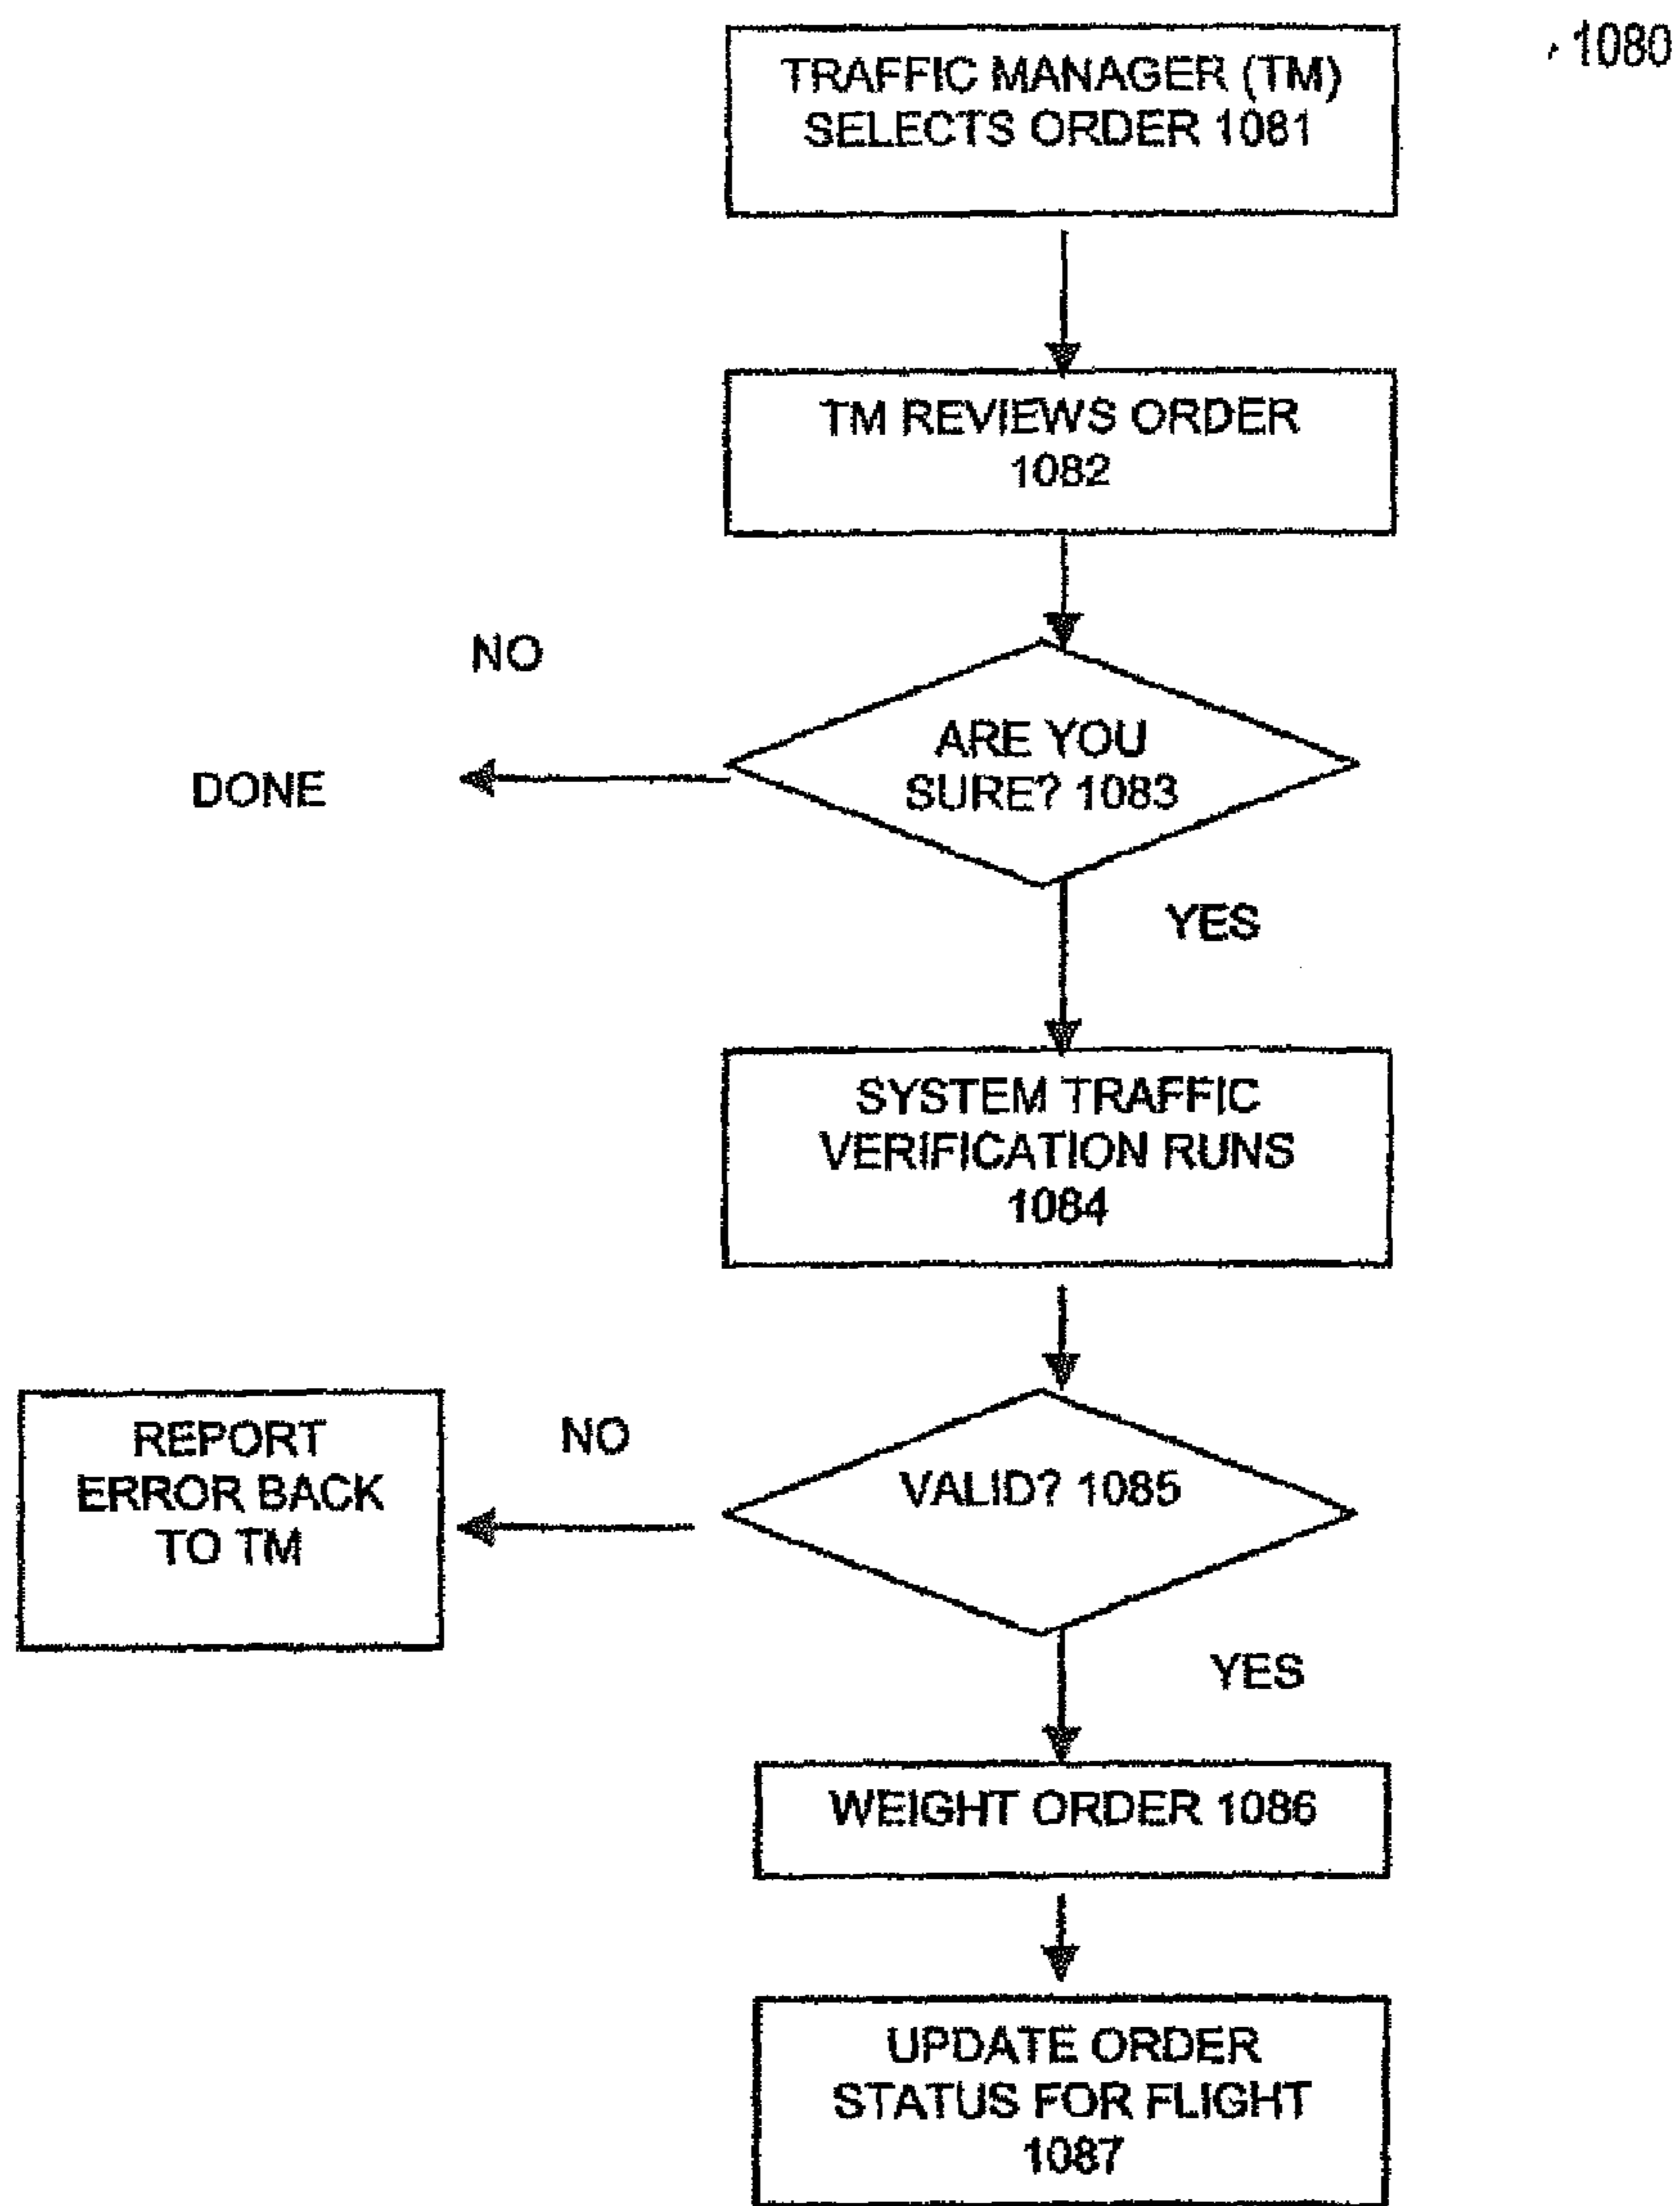 1080
TRAFFIC MANAGER (TM)
SELECTS ORDER 1081
TM REVIEWS ORDER
1082
NO
ARE YOU
SURE? 1083
DONE
YES
SYSTEM TRAFFIC
VERIFICATION RUNS
1084
REPORT
ERROR BACK
TO TM
NO
VALID? 1085
YES
WEIGHT ORDER 1086
UPDATE ORDER
STATUS FOR FLIGHT
1087